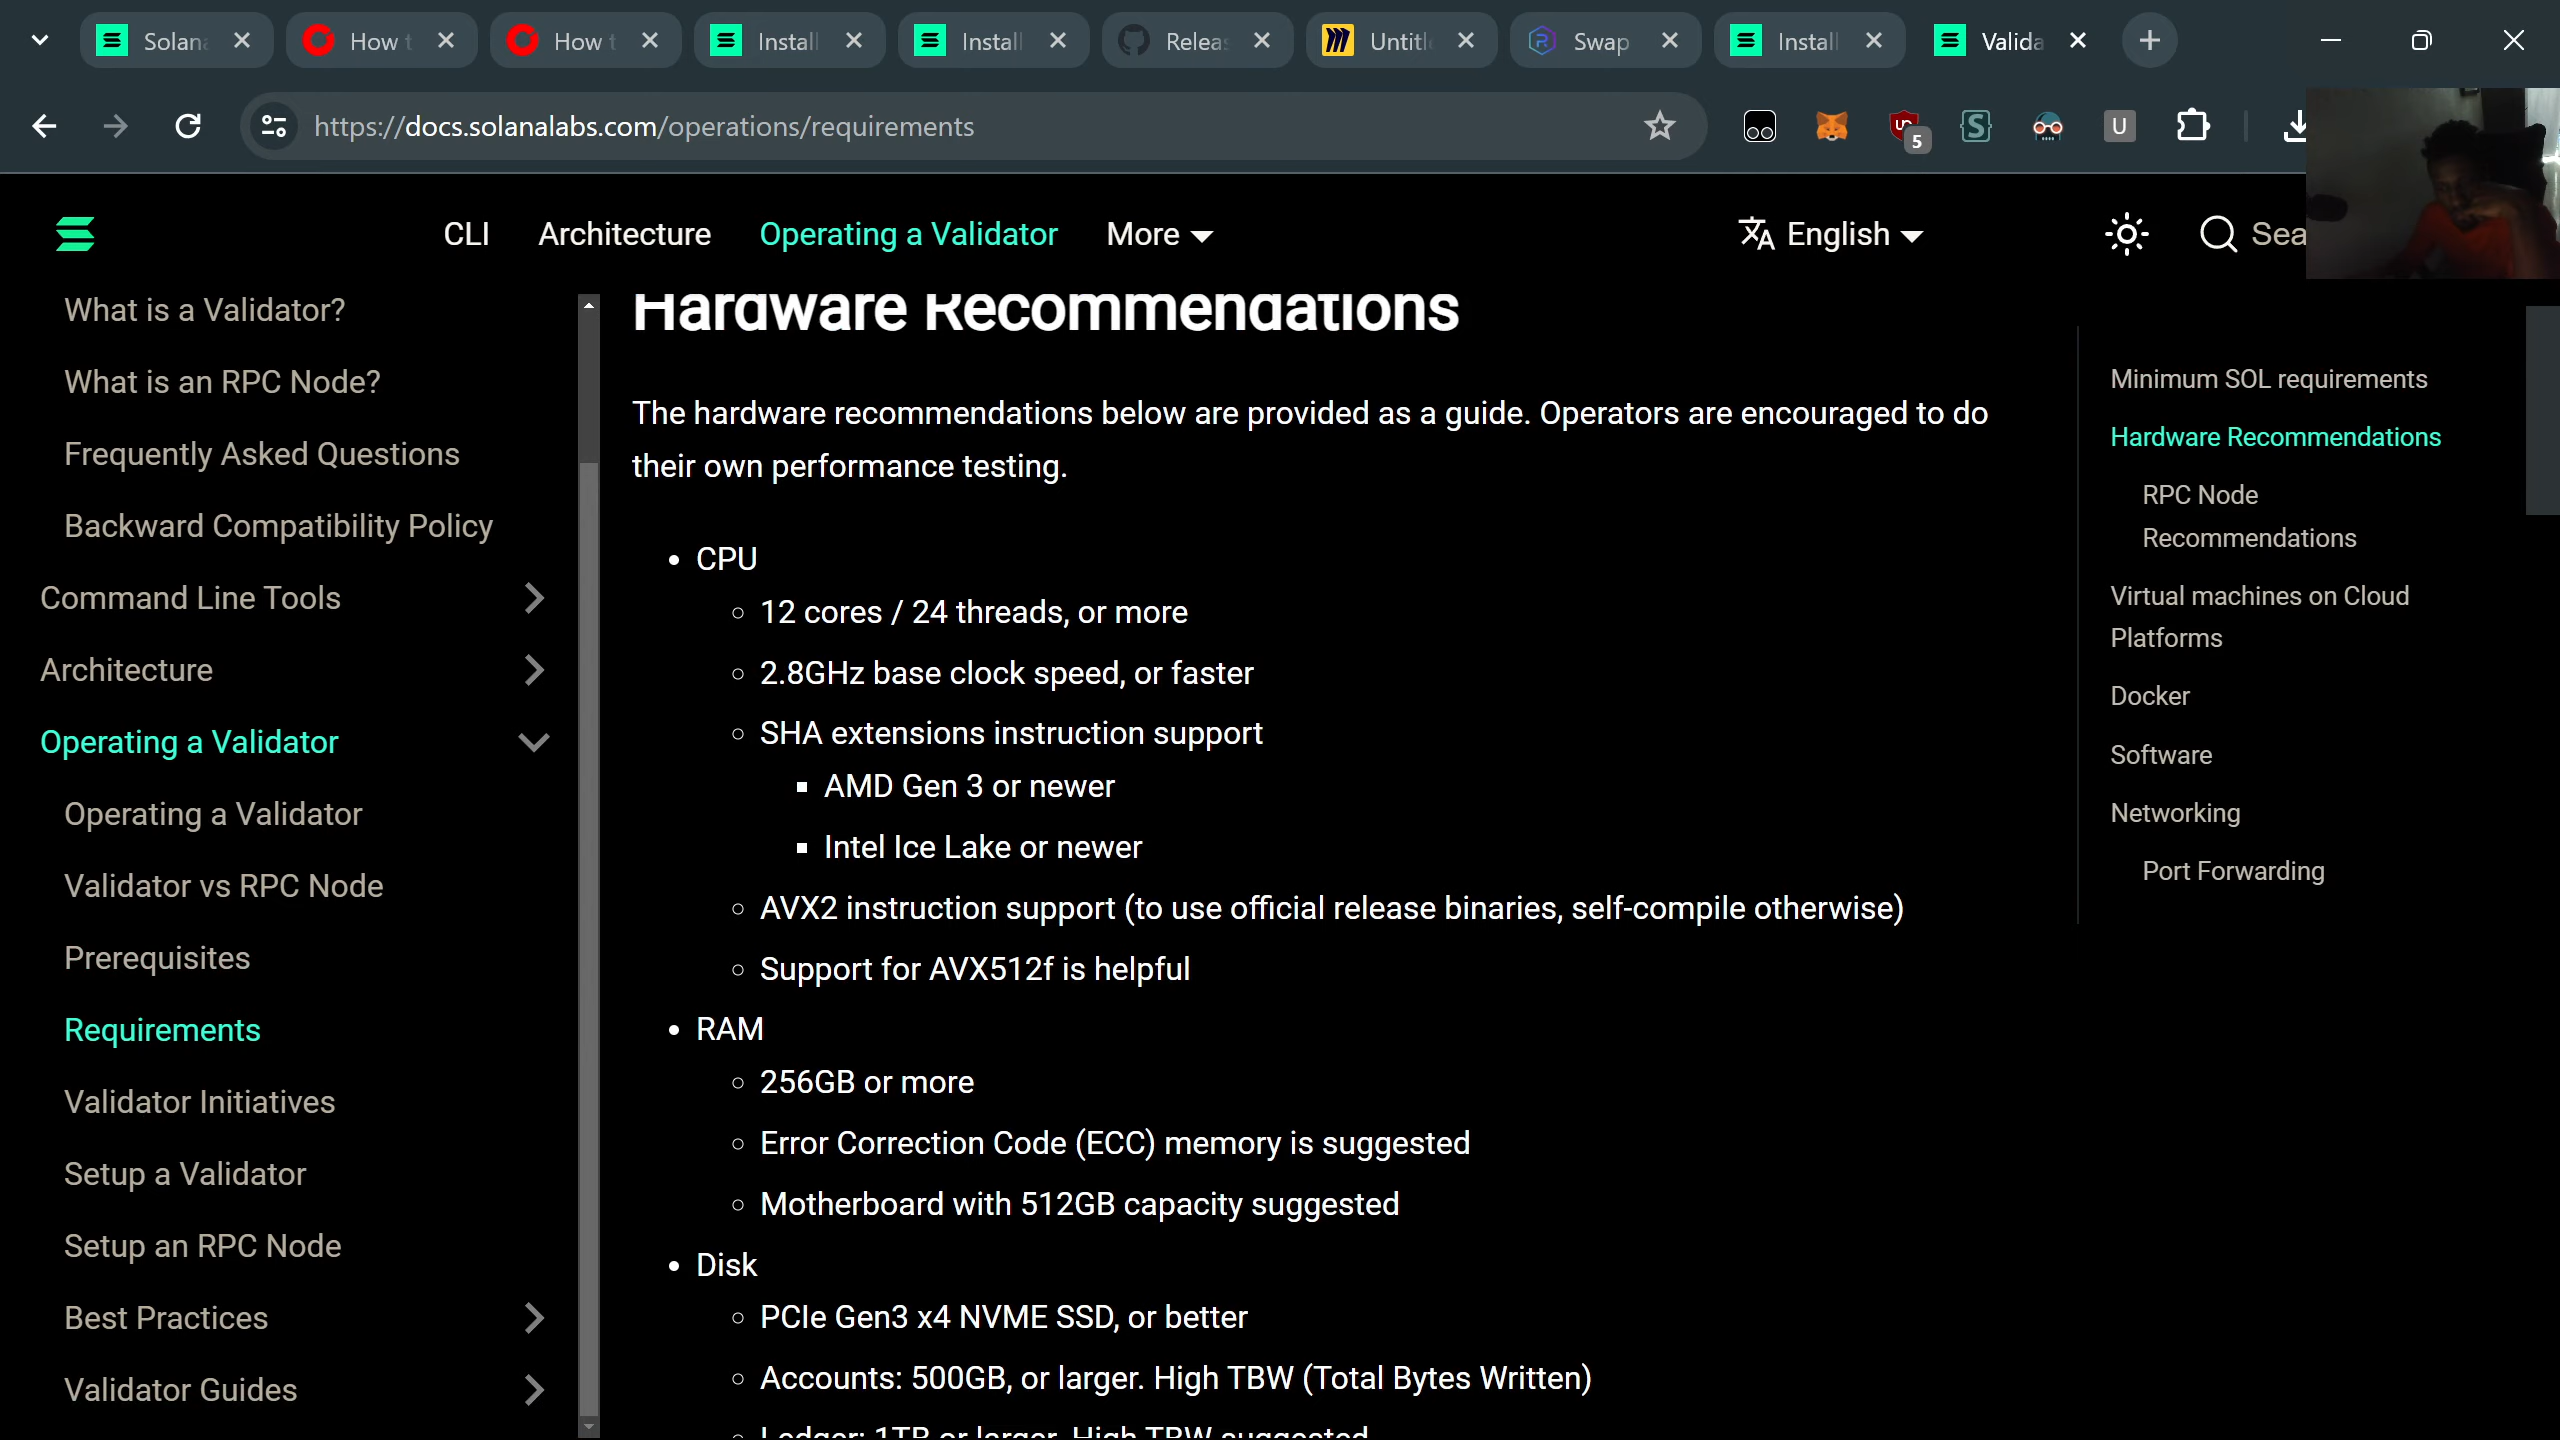 Solana
How t
How t
Install
Install
Releas
Untitl
Swap
Install
Valida
https://docs.solanalabs.com/operations/requirements
5
U
CLI
Architecture
Operating a Validator
More
English
Sea
What is a Validator?
What is an RPC Node?
Frequently Asked Questions
Backward Compatibility Policy
Command Line Tools
Architecture
Operating a Validator
Operating a Validator
Validator vs RPC Node
Prerequisites
Requirements
Validator Initiatives
Setup a Validator
Setup an RPC Node
Best Practices
Validator Guides
Hardware Recommendations
The hardware recommendations below are provided as a guide. Operators are encouraged to do
their own performance testing.
• CPU
◦ 12 cores / 24 threads, or more
◦ 2.8GHz base clock speed, or faster
◦ SHA extensions instruction support
▪ AMD Gen 3 or newer
▪ Intel Ice Lake or newer
◦ AVX2 instruction support (to use official release binaries, self-compile otherwise)
◦ Support for AVX512f is helpful
• RAM
◦ 256GB or more
◦ Error Correction Code (ECC) memory is suggested
◦ Motherboard with 512GB capacity suggested
• Disk
◦ PCIe Gen3 x4 NVME SSD, or better
◦ Accounts: 500GB, or larger. High TBW (Total Bytes Written)
◦ Ledger: 1TB or larger. High TBW suggested
Minimum SOL requirements
Hardware Recommendations
RPC Node
Recommendations
Virtual machines on Cloud
Platforms
Docker
Software
Networking
Port Forwarding